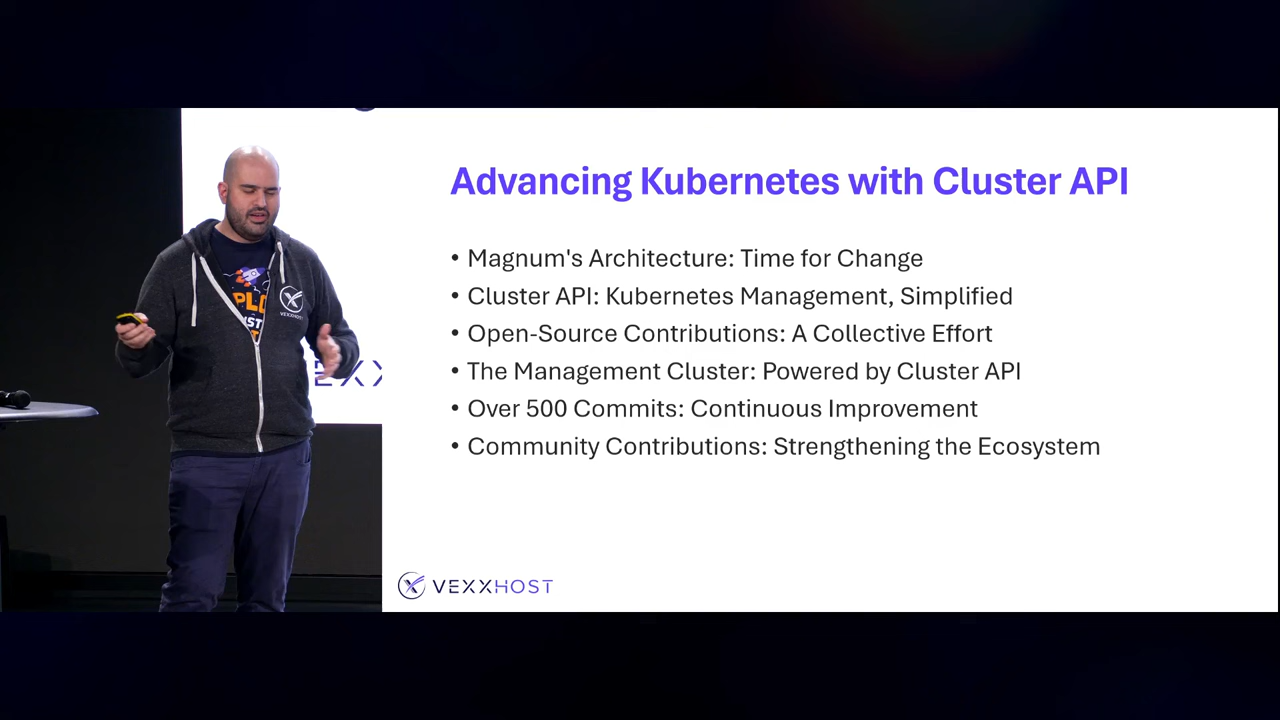 Advancing Kubernetes with Cluster API
• Magnum's Architecture: Time for Change
• Cluster API: Kubernetes Management, Simplified
• Open-Source Contributions: A Collective Effort
• The Management Cluster: Powered by Cluster API
• Over 500 Commits: Continuous Improvement
• Community Contributions: Strengthening the Ecosystem
VEXXHOST
VEXXHOST